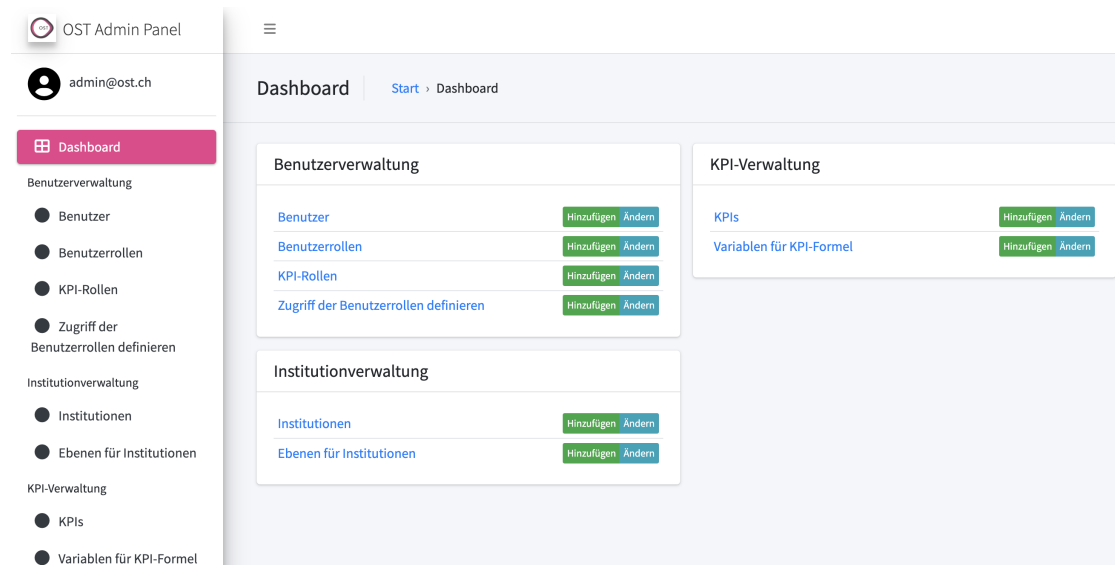 OST
OST Admin Panel
admin@ost.ch
Dashboard
Benutzerverwaltung
Benutzer
Benutzerrollen
KPI-Rollen
Zugriff der
Benutzerrollen definieren
Institutionverwaltung
Institutionen
Ebenen für Institutionen
KPI-Verwaltung
KPIs
Variablen für KPI-Formel
Dashboard
Start › Dashboard
Benutzerverwaltung
Benutzer Hinzufügen Ändern
Benutzerrollen Hinzufügen Ändern
KPI-Rollen Hinzufügen Ändern
Zugriff der Benutzerrollen definieren Hinzufügen Ändern
Institutionverwaltung
Institutionen Hinzufügen Ändern
Ebenen für Institutionen Hinzufügen Ändern
KPI-Verwaltung
KPIs Hinzufügen Ändern
Variablen für KPI-Formel Hinzufügen Ändern